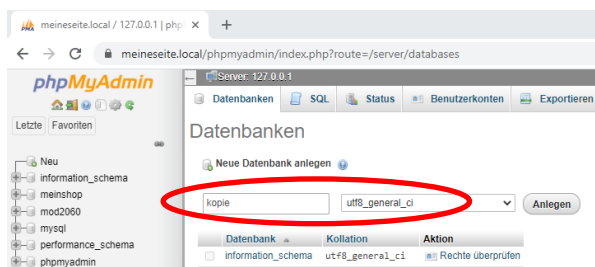 meineseite.local / 127.0.0.1 | php
meineseite.local/phpmyadmin/index.php?route=/server/databases
phpMyAdmin
Letzte Favoriten
Neu
information_schema
meinshop
mod2060
mysql
performance_schema
phpmyadmin
Server: 127.0.0.1
Datenbanken SQL Status Benutzerkonten Exportieren
Datenbanken
Neue Datenbank anlegen
kopie utf8_general_ci Anlegen
Datenbank Kollation Aktion
information_schema utf8_general_ci Rechte überprüfen